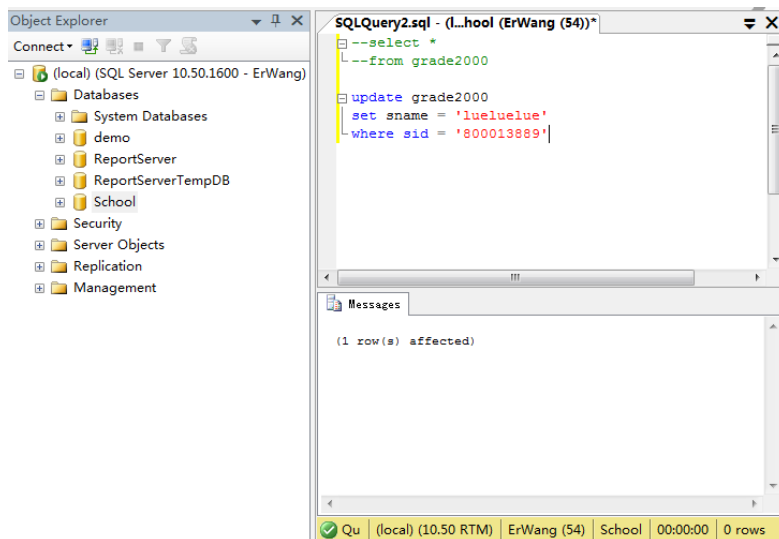 Object Explorer
Connect
(local) (SQL Server 10.50.1600 - ErWang)
Databases
System Databases
demo
ReportServer
ReportServerTempDB
School
Security
Server Objects
Replication
Management
SQLQuery2.sql - (l...hool (ErWang (54))*
--select *
--from grade2000
update grade2000
set sname = 'lueluelue'
where sid = '800013889'
Messages
(1 row(s) affected)
Qu (local) (10.50 RTM) ErWang (54) School 00:00:00 0 rows